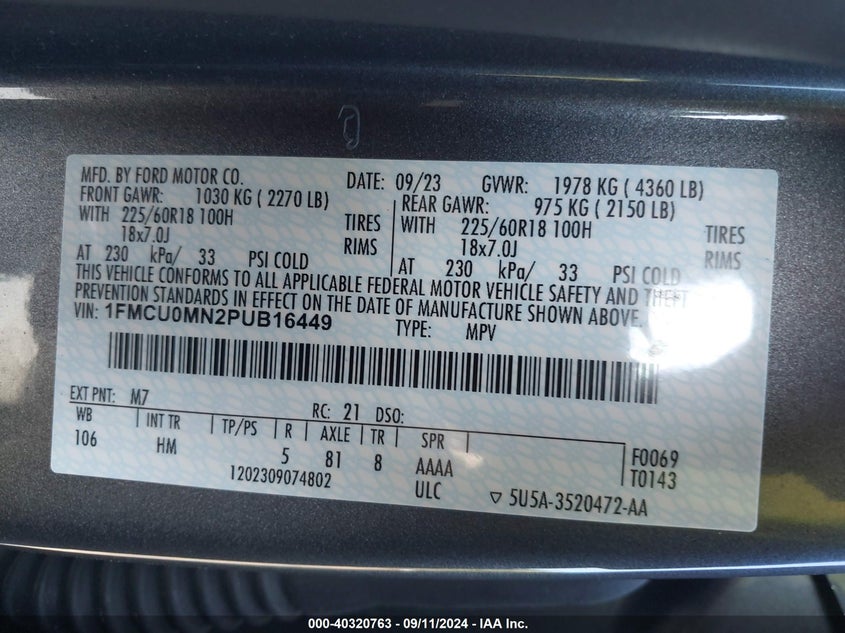 MFD. BY FORD MOTOR CO. DATE: 09/23 GVWR: 1978 KG ( 4360 LB)
FRONT GAWR: 1030 KG ( 2270 LB) REAR GAWR: 975 KG ( 2150 LB)
WITH 225/60R18 100H TIRES WITH 225/60R18 100H TIRES
18x7.0J RIMS 18x7.0J RIMS
AT 230 kPa/ 33 PSI COLD AT 230 kPa/ 33 PSI COLD
THIS VEHICLE CONFORMS TO ALL APPLICABLE FEDERAL MOTOR VEHICLE SAFETY AND THEFT
PREVENTION STANDARDS IN EFFECT ON THE DATE OF MANUFACTURE SHOWN ABOVE.
VIN: 1FMCU0MN2PUB16449 TYPE: MPV
EXT PNT: M7 RC: 21 DSO:
WB INT TR TP/PS R AXLE TR SPR
106 HM 5 81 8 AAAA F0069
1202309074802 ULC T0143
5U5A-3520472-AA
000-40320763 - 09/11/2024 - IAA Inc.